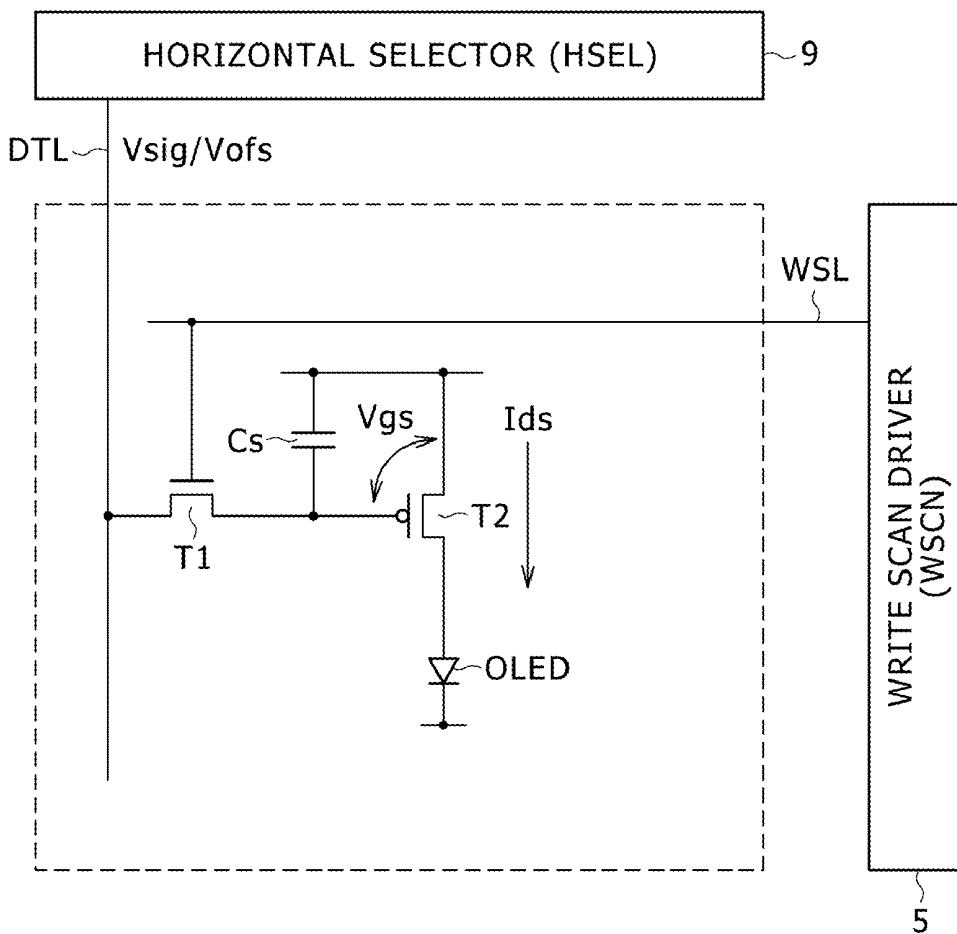 HORIZONTAL SELECTOR (HSEL)
9
DTL
Vsig/Vofs
WSL
Vgs
Ids
Cs
T2
T1
OLED
WRITE SCAN DRIVER
(WSCN)
5